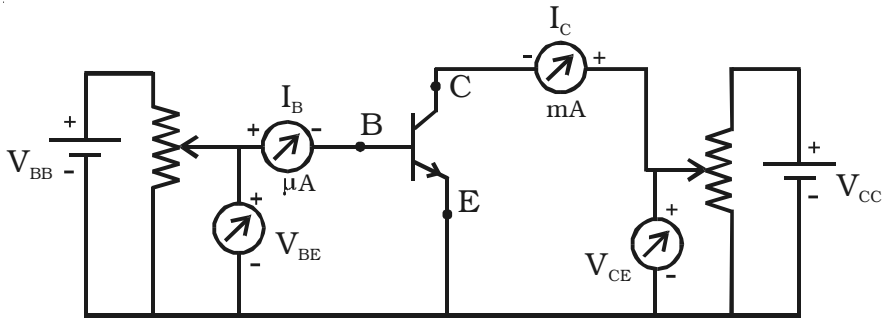 I_C
- +
C
mA
I_B
+ - B
µA
+
V_BB
-
+
V_BE
-
E
+
V_CE
-
+
V_CC
-